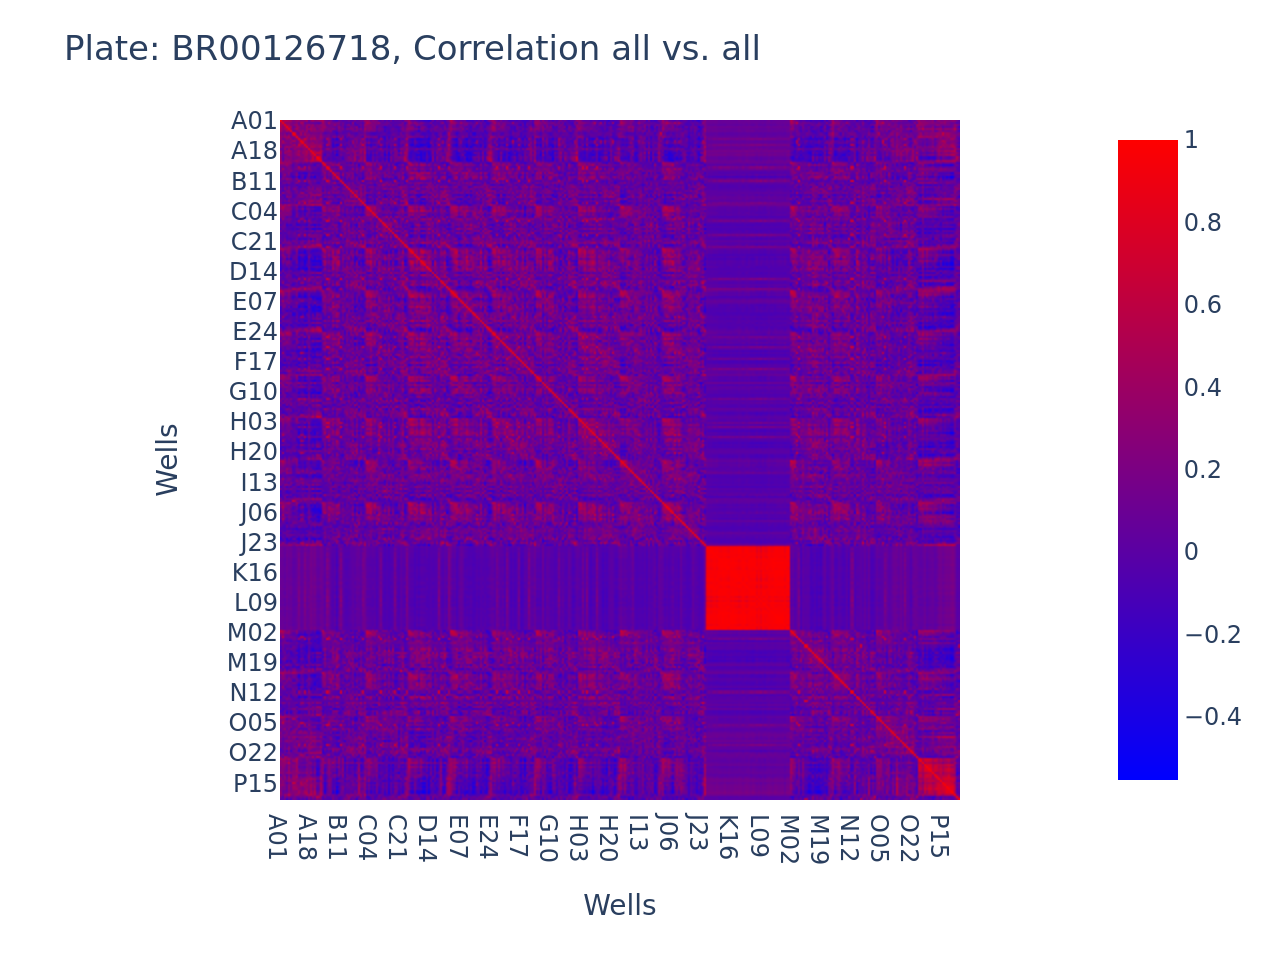 Plate: BR00126718, Correlation all vs. all
A01
A18
B11
C04
C21
D14
E07
E24
F17
G10
H03
H20
I13
J06
J23
K16
L09
M02
M19
N12
O05
O22
P15
Wells
A01
A18
B11
C04
C21
D14
E07
E24
F17
G10
H03
H20
I13
J06
J23
K16
L09
M02
M19
N12
O05
O22
P15
Wells
1
0.8
0.6
0.4
0.2
0
−0.2
−0.4